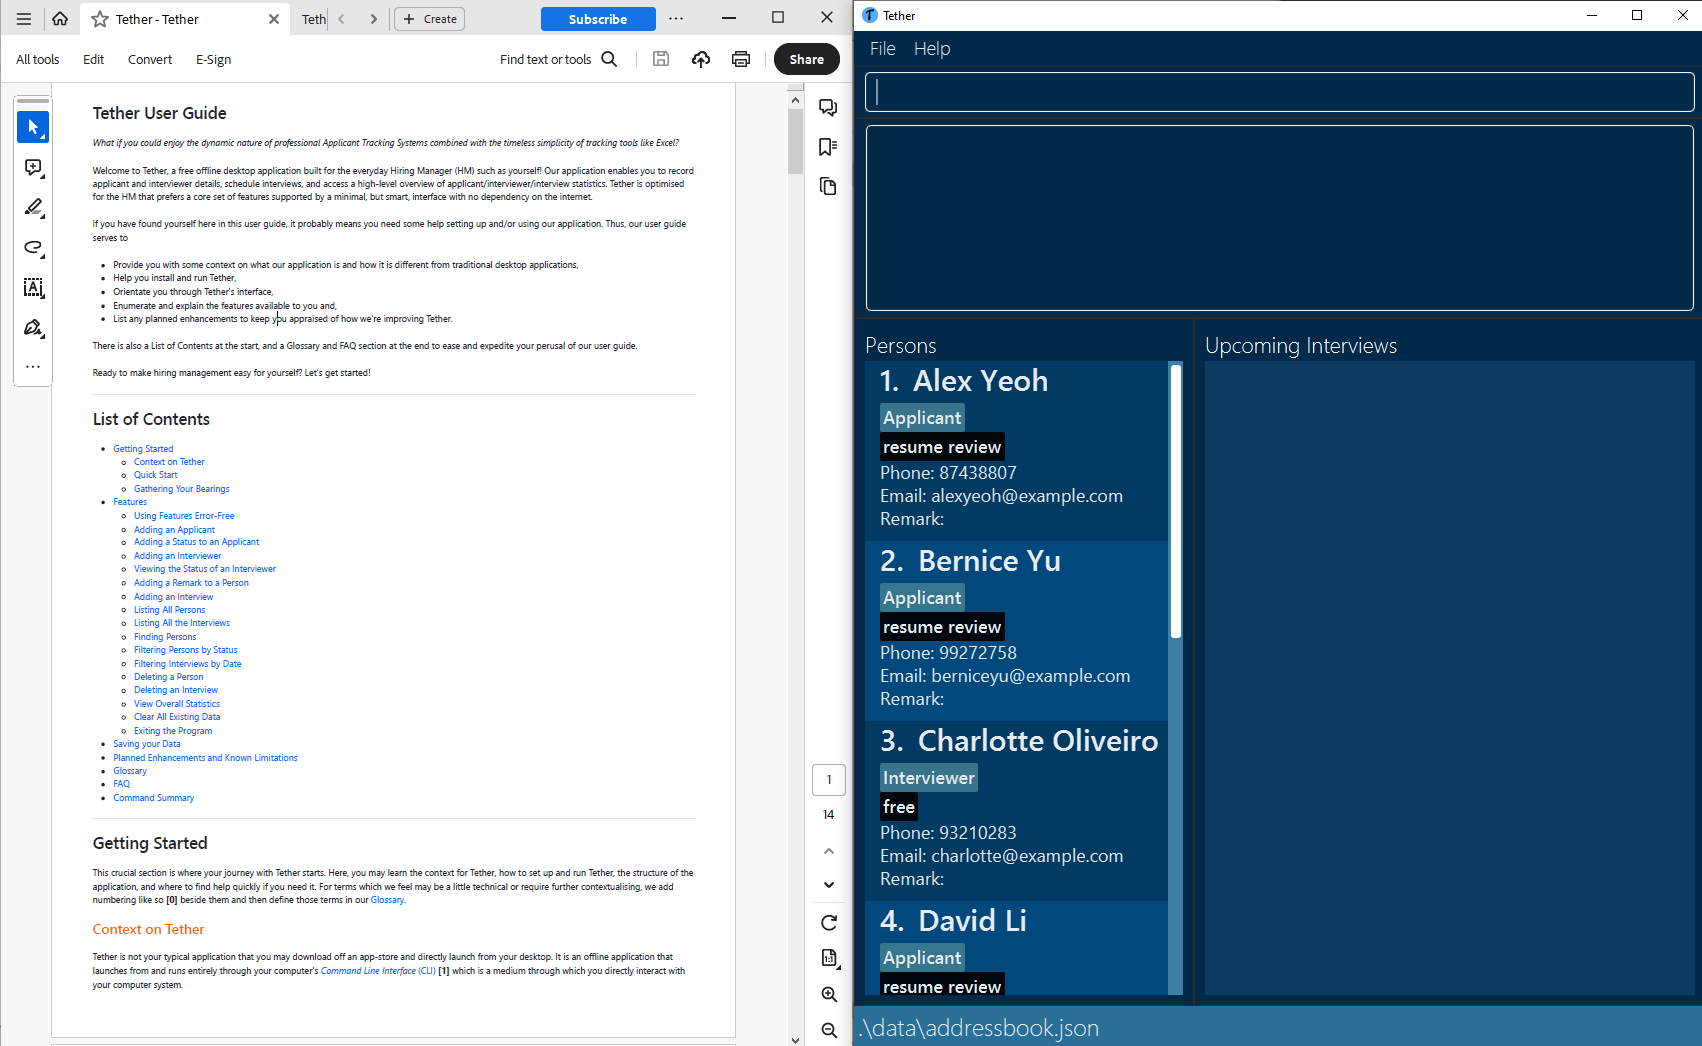 Tether - Tether
Teth
Create
Subscribe
All tools
Edit
Convert
E-Sign
Find text or tools
Share
Tether User Guide
What if you could enjoy the dynamic nature of professional Applicant Tracking Systems combined with the timeless simplicity of tracking tools like Excel?
Welcome to Tether, a free offline desktop application built for the everyday Hiring Manager (HM) such as yourself! Our application enables you to record
applicant and interviewer details, schedule interviews, and access a high-level overview of applicant/interviewer/interview statistics. Tether is optimised
for the HM that prefers a core set of features supported by a minimal, but smart, interface with no dependency on the internet.
If you have found yourself here in this user guide, it probably means you need some help setting up and/or using our application. Thus, our user guide
serves to
Provide you with some context on what our application is and how it is different from traditional desktop applications,
Help you install and run Tether,
Orientate you through Tether's interface,
Enumerate and explain the features available to you and,
List any planned enhancements to keep you appraised of how we're improving Tether.
There is also a List of Contents at the start, and a Glossary and FAQ section at the end to ease and expedite your perusal of our user guide.
Ready to make hiring management easy for yourself? Let's get started!
List of Contents
Getting Started
Context on Tether
Quick Start
Gathering Your Bearings
Features
Using Features Error-Free
Adding an Applicant
Adding a Status to an Applicant
Adding an Interviewer
Viewing the Status of an Interviewer
Adding a Remark to a Person
Adding an Interview
Listing All Persons
Listing All the Interviews
Finding Persons
Filtering Persons by Status
Filtering Interviews by Date
Deleting a Person
Deleting an Interview
View Overall Statistics
Clear All Existing Data
Exiting the Program
Saving your Data
Planned Enhancements and Known Limitations
Glossary
FAQ
Command Summary
Getting Started
This crucial section is where your journey with Tether starts. Here, you may learn the context for Tether, how to set up and run Tether, the structure of the
application, and where to find help quickly if you need it. For terms which we feel may be a little technical or require further contextualising, we add
numbering like so [0] beside them and then define those terms in our Glossary.
Context on Tether
Tether is not your typical application that you may download off an app-store and directly launch from your desktop. It is an offline application that
launches from and runs entirely through your computer's Command Line Interface (CLI) [1] which is a medium through which you directly interact with
your computer system.
1
14
Tether
File
Help
Persons
1. Alex Yeoh
Applicant
resume review
Phone: 87438807
Email: alexyeoh@example.com
Remark:
2. Bernice Yu
Applicant
resume review
Phone: 99272758
Email: berniceyu@example.com
Remark:
3. Charlotte Oliveiro
Interviewer
free
Phone: 93210283
Email: charlotte@example.com
Remark:
4. David Li
Applicant
resume review
Upcoming Interviews
.\data\addressbook.json